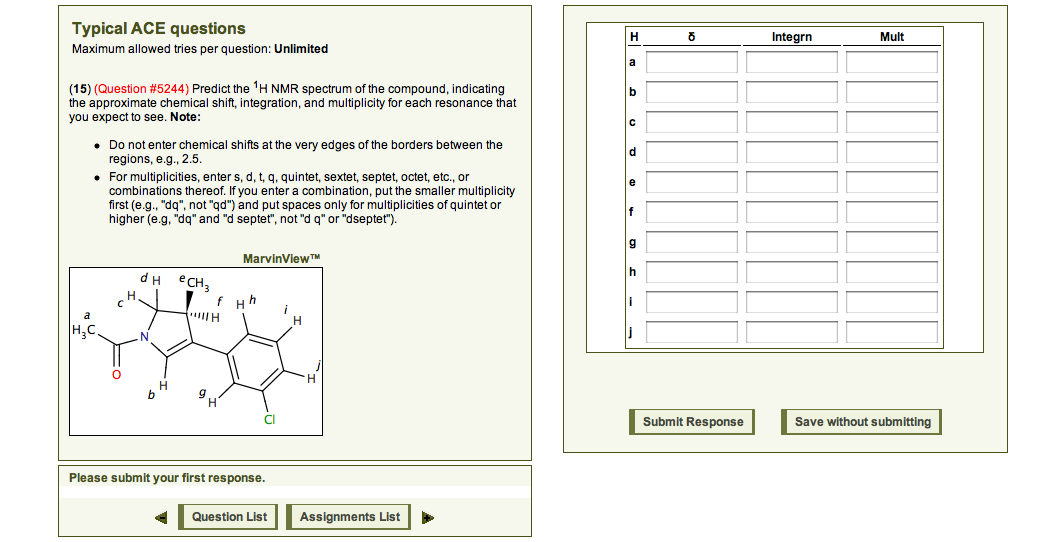 Typical ACE questions
Maximum allowed tries per question: Unlimited
(15) (Question #5244) Predict the ¹H NMR spectrum of the compound, indicating
the approximate chemical shift, integration, and multiplicity for each resonance that
you expect to see. Note:
• Do not enter chemical shifts at the very edges of the borders between the
regions, e.g., 2.5.
• For multiplicities, enter s, d, t, q, quintet, sextet, septet, octet, etc., or
combinations thereof. If you enter a combination, put the smaller multiplicity
first (e.g., "dq", not "qd") and put spaces only for multiplicities of quintet or
higher (e.g, "dq" and "d septet", not "d q" or "dseptet").
MarvinView™
d H e CH₃
c H f H h
a H i
H
H₃C N
O H j
H
b g H
Cl
Please submit your first response.
Question List Assignments List
H δ Integrn Mult
a
b
c
d
e
f
g
h
i
j
Submit Response Save without submitting